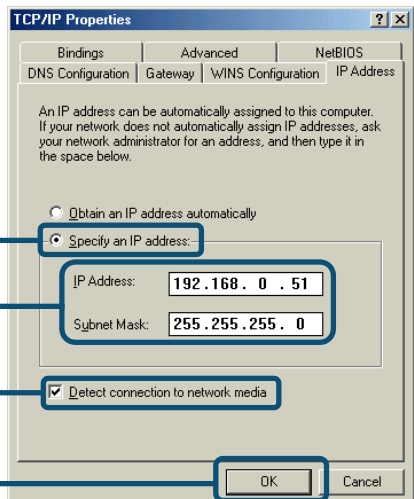 TCP/IP Properties
Bindings Advanced NetBIOS
DNS Configuration Gateway WINS Configuration IP Address
An IP address can be automatically assigned to this computer.
If your network does not automatically assign IP addresses, ask
your network administrator for an address, and then type it in
the space below.
Obtain an IP address automatically
Specify an IP address:
IP Address: 192.168. 0 .51
Subnet Mask: 255.255.255. 0
Detect connection to network media
OK Cancel